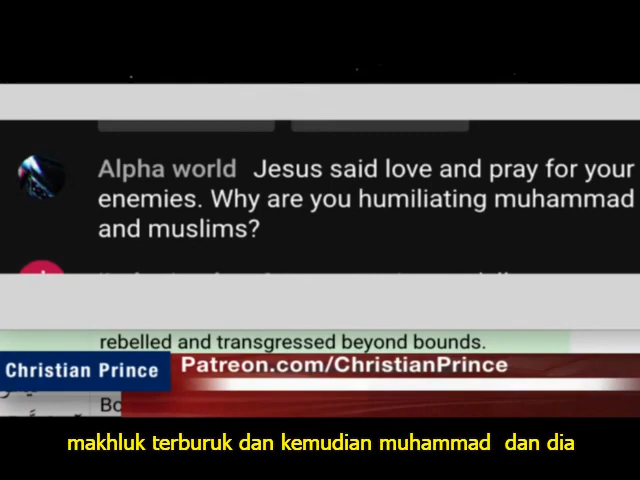 Alpha world Jesus said love and pray for your
enemies. Why are you humiliating muhammad
and muslims?
rebelled and transgressed beyond bounds.
Christian Prince
Patreon.com/ChristianPrince
Bo
makhluk terburuk dan kemudian muhammad dan dia